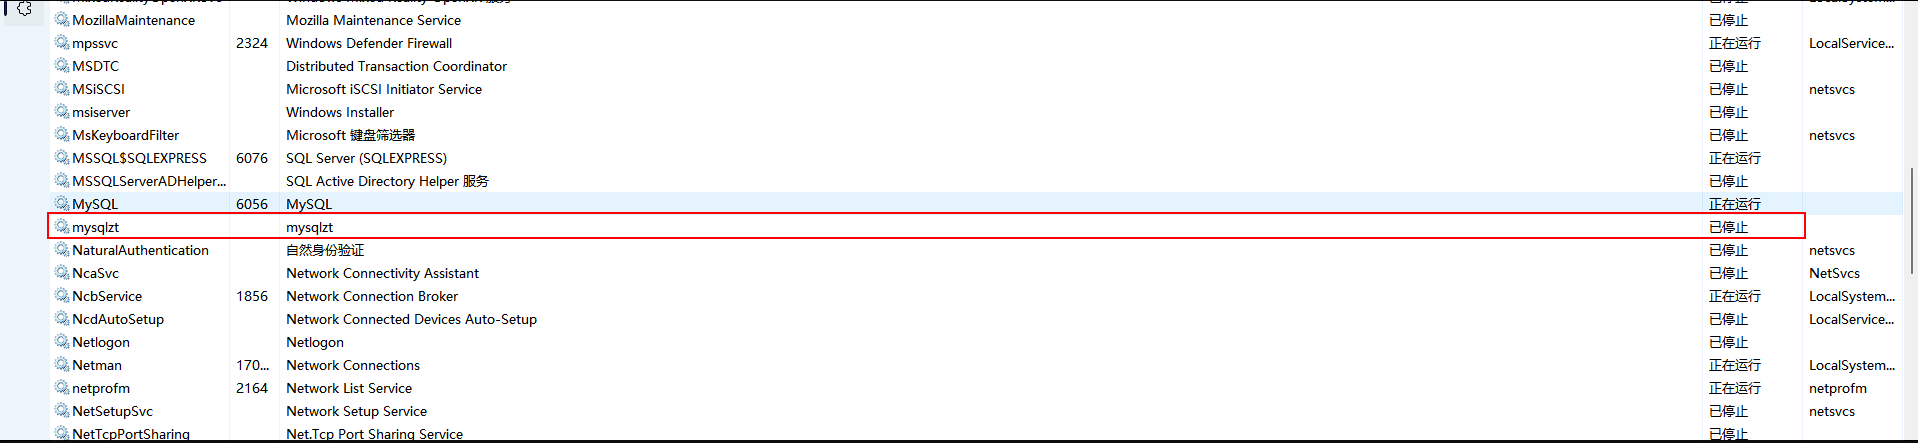 MozillaMaintenance Mozilla Maintenance Service 已停止
mpssvc 2324 Windows Defender Firewall 正在运行 LocalService...
MSDTC Distributed Transaction Coordinator 已停止
MSiSCSI Microsoft iSCSI Initiator Service 已停止 netsvcs
msiserver Windows Installer 已停止
MsKeyboardFilter Microsoft 键盘筛选器 已停止 netsvcs
MSSQL$SQLEXPRESS 6076 SQL Server (SQLEXPRESS) 正在运行
MSSQLServerADHelper... SQL Active Directory Helper 服务 已停止
MySQL 6056 MySQL 正在运行
mysqlzt mysqlzt 已停止
NaturalAuthentication 自然身份验证 已停止 netsvcs
NcaSvc Network Connectivity Assistant 已停止 NetSvcs
NcbService 1856 Network Connection Broker 正在运行 LocalSystem...
NcdAutoSetup Network Connected Devices Auto-Setup 已停止 LocalService...
Netlogon Netlogon 已停止
Netman 170... Network Connections 正在运行 LocalSystem...
netprofm 2164 Network List Service 正在运行 netprofm
NetSetupSvc Network Setup Service 已停止 netsvcs
NetTcpPortSharing Net.Tcp Port Sharing Service 已停止